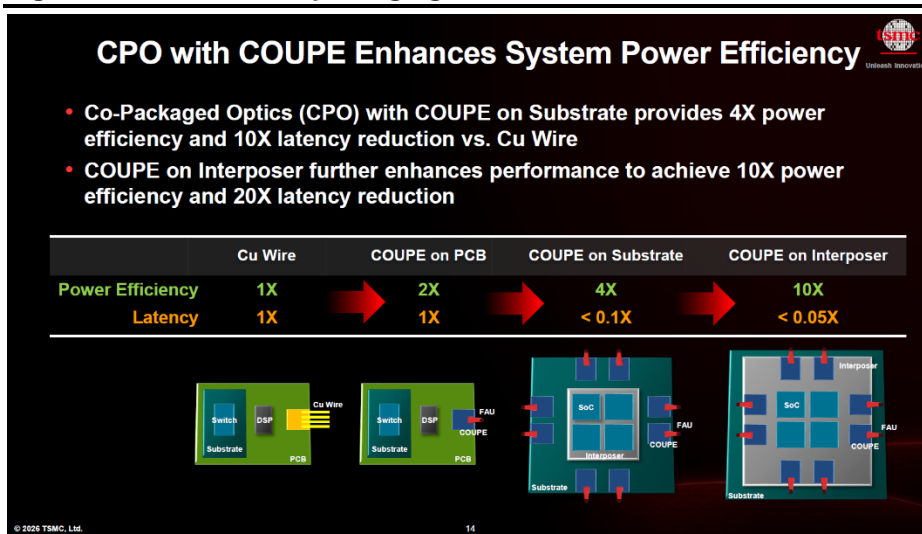 CPO with COUPE Enhances System Power Efficiency
tsmc
Unleash Innovatio
• Co-Packaged Optics (CPO) with COUPE on Substrate provides 4X power
efficiency and 10X latency reduction vs. Cu Wire
• COUPE on Interposer further enhances performance to achieve 10X power
efficiency and 20X latency reduction
Cu Wire COUPE on PCB COUPE on Substrate COUPE on Interposer
Power Efficiency 1X 2X 4X 10X
Latency 1X 1X < 0.1X < 0.05X
Switch DSP Cu Wire
Substrate PCB
Switch DSP FAU
COUPE
Substrate PCB
SoC FAU
COUPE
Interposer
Substrate
Interposer
SoC FAU
COUPE
Substrate
© 2026 TSMC, Ltd. 14